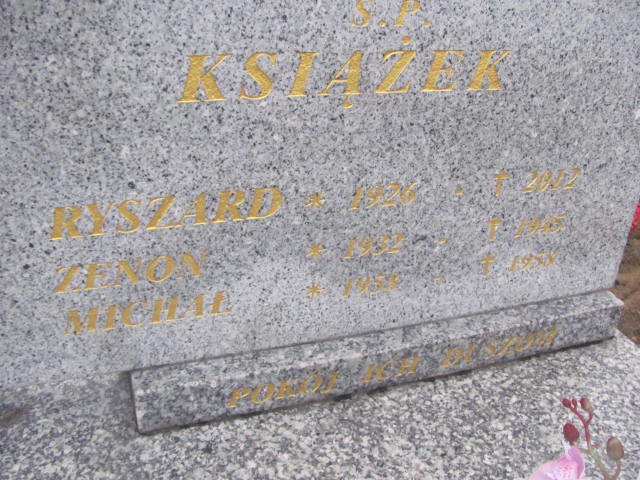 Ś.P.
KSIĄŻEK
RYSZARD * 1926 - † 2012
ZENON * 1932 - † 1945
MICHAŁ * 1958 - † 1958
POKÓJ ICH DUSZOM